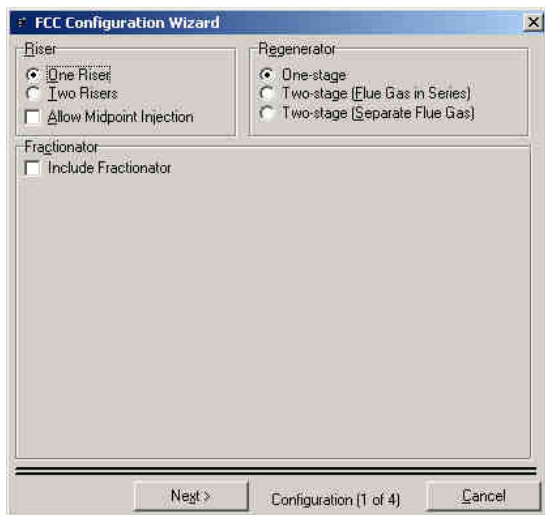 FCC Configuration Wizard
Riser
One Riser
Two Risers
Allow Midpoint Injection
Regenerator
One-stage
Two-stage (Flue Gas in Series)
Two-stage (Separate Flue Gas)
Fractionator
Include Fractionator
Next >
Configuration (1 of 4)
Cancel